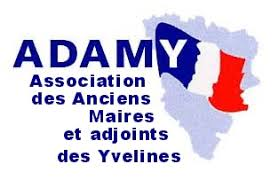 ADAMY
Association
des Anciens
Maires
et adjoints
des Yvelines